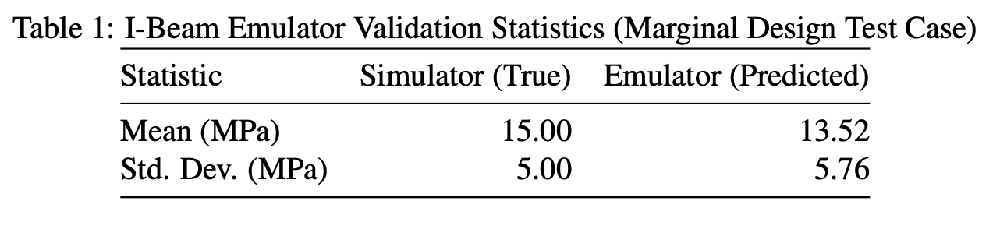 Table 1: I-Beam Emulator Validation Statistics (Marginal Design Test Case)
Statistic Simulator (True) Emulator (Predicted)
Mean (MPa) 15.00 13.52
Std. Dev. (MPa) 5.00 5.76